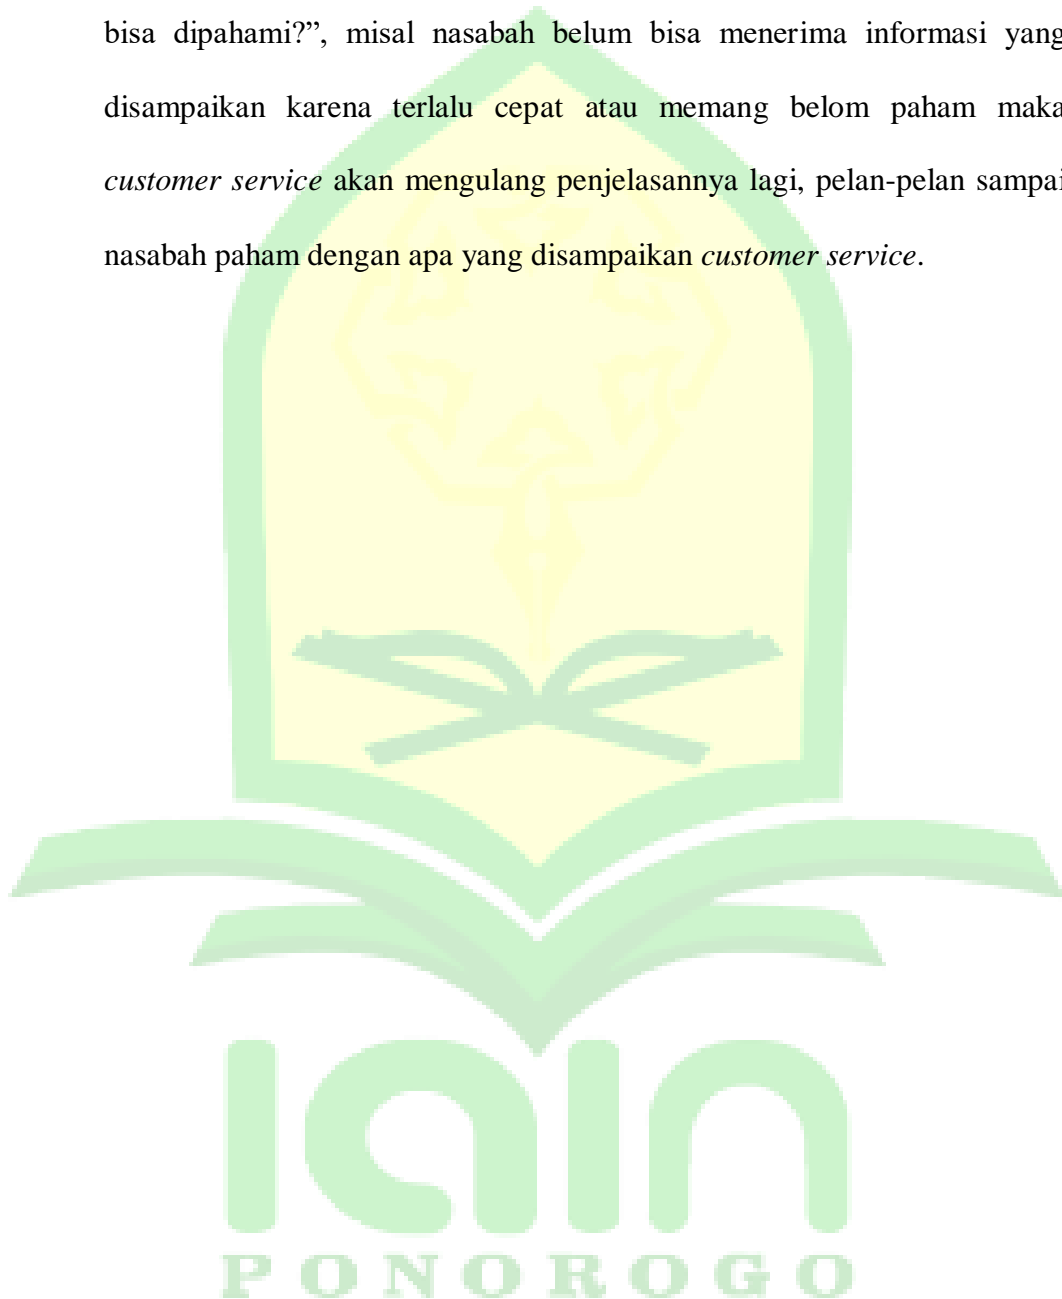 bisa dipahami?”, misal nasabah belum bisa menerima informasi yang
disampaikan karena terlalu cepat atau memang belom paham maka
customer service akan mengulang penjelasannya lagi, pelan-pelan sampai
nasabah paham dengan apa yang disampaikan customer service.
IAIN
PONOROGO